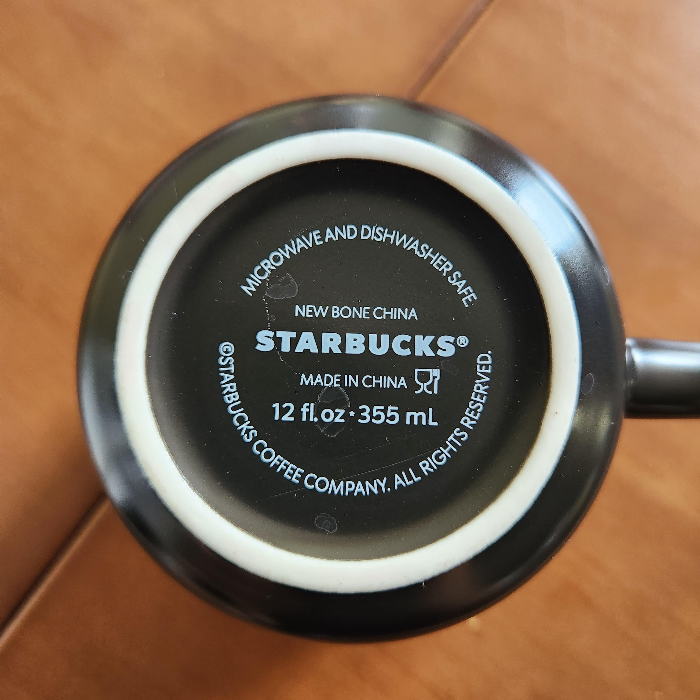 MICROWAVE AND DISHWASHER SAFE
NEW BONE CHINA
STARBUCKS®
MADE IN CHINA
12 fl.oz · 355 mL
©STARBUCKS COFFEE COMPANY. ALL RIGHTS RESERVED.